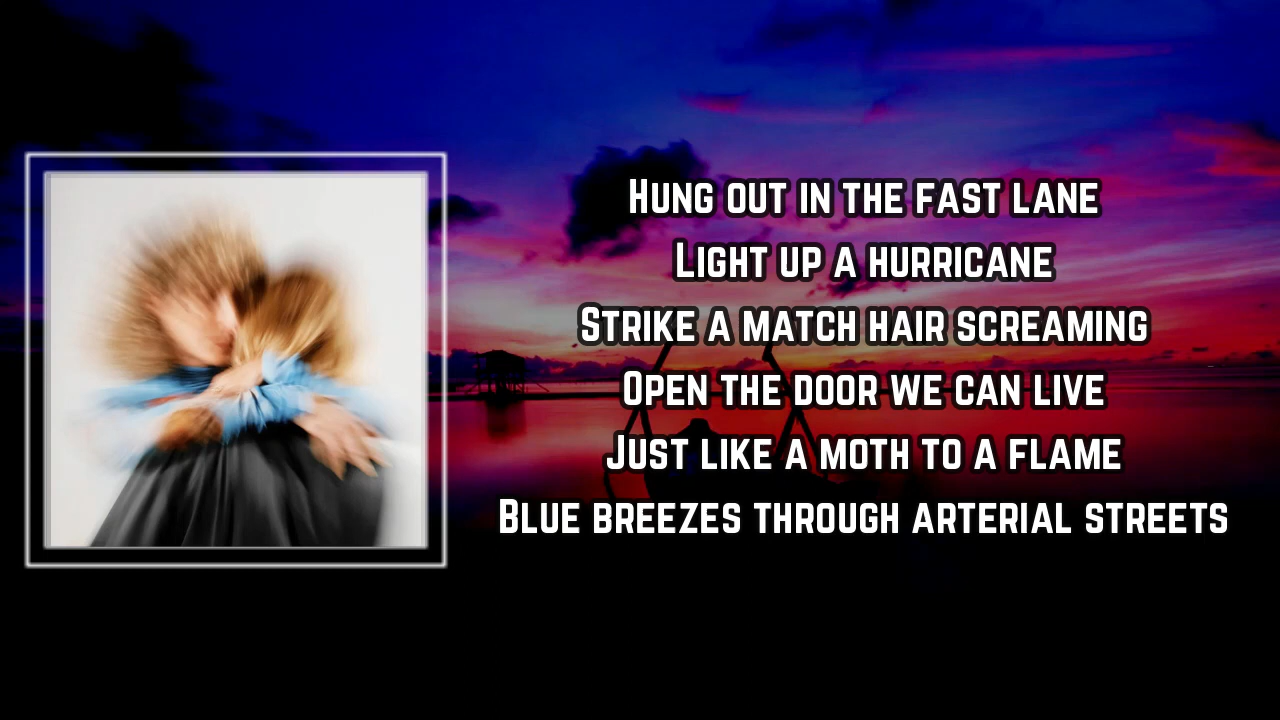 Hung out in the fast lane
Light up a hurricane
Strike a match hair screaming
Open the door we can live
Just like a moth to a flame
Blue breezes through arterial streets